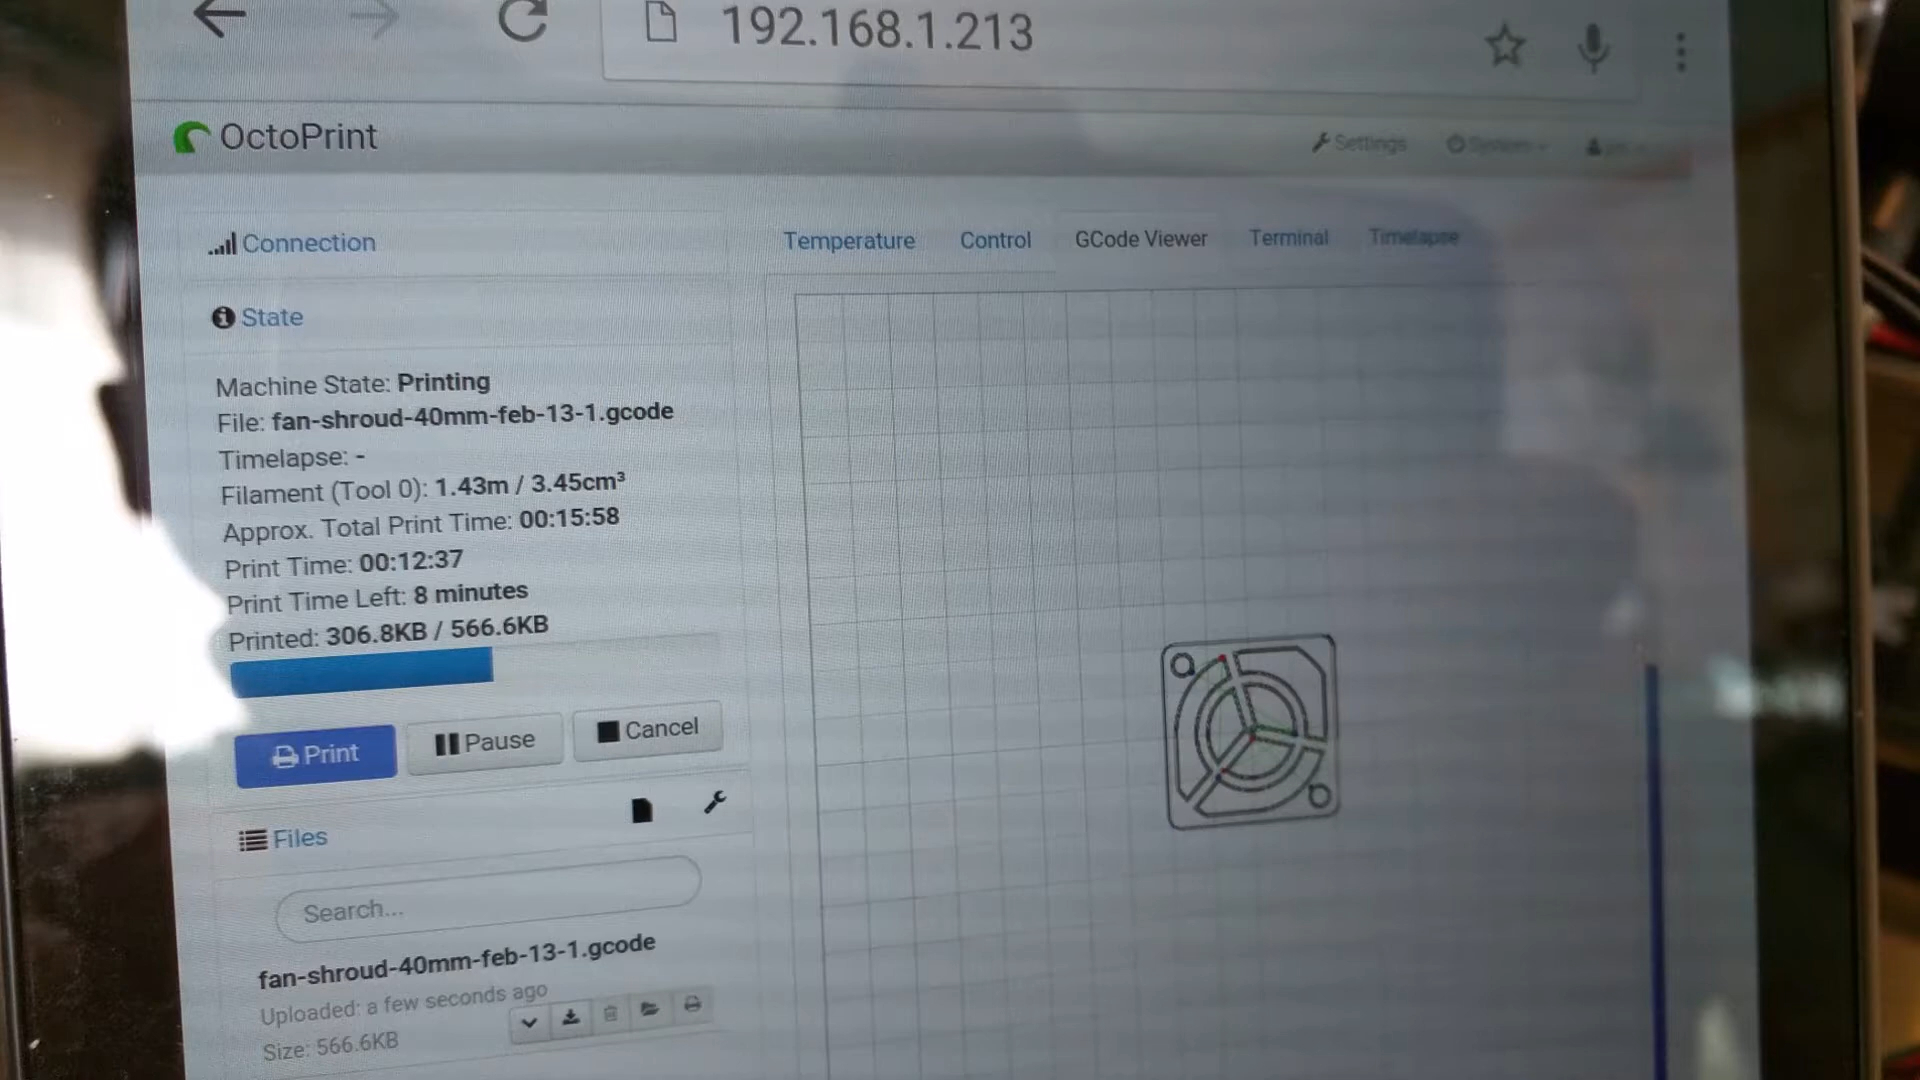 192.168.1.213
OctoPrint
Settings
System
Connection
Temperature
Control
GCode Viewer
Terminal
Timelapse
State
Machine State: Printing
File: fan-shroud-40mm-feb-13-1.gcode
Timelapse: -
Filament (Tool 0): 1.43m / 3.45cm³
Approx. Total Print Time: 00:15:58
Print Time: 00:12:37
Print Time Left: 8 minutes
Printed: 306.8KB / 566.6KB
Print
Pause
Cancel
Files
Search...
fan-shroud-40mm-feb-13-1.gcode
Uploaded: a few seconds ago
Size: 566.6KB